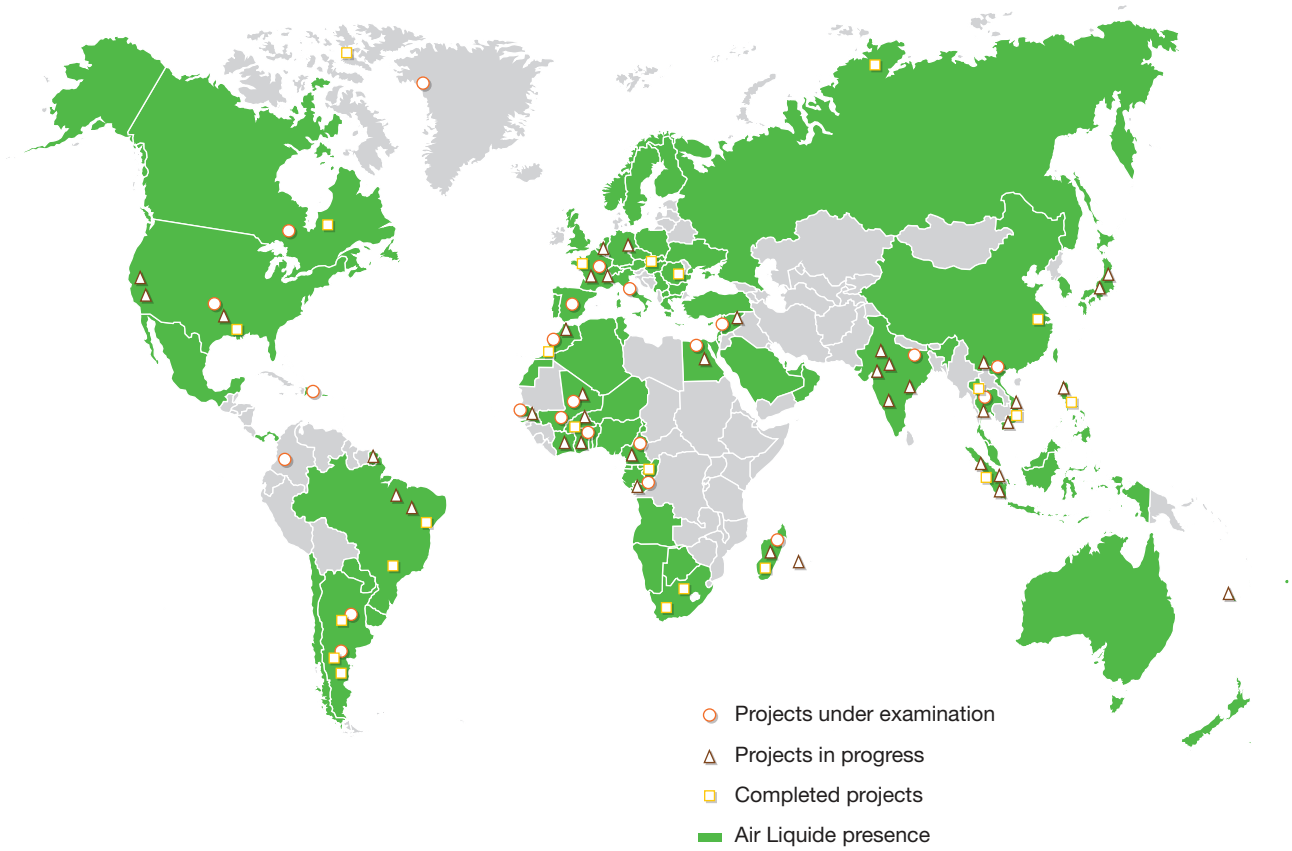 Projects under examination
Projects in progress
Completed projects
Air Liquide presence